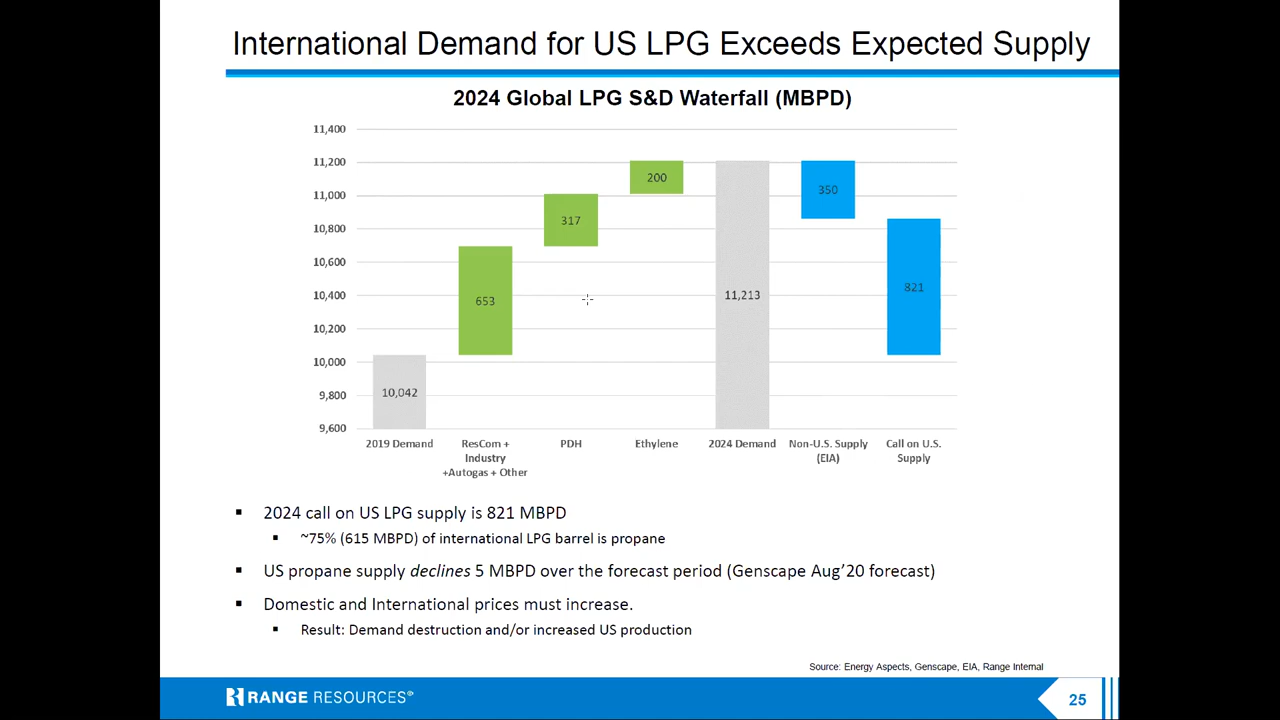 International Demand for US LPG Exceeds Expected Supply
2024 Global LPG S&D Waterfall (MBPD)
11,400
11,200
11,000
10,800
10,600
10,400
10,200
10,000
9,800
9,600
10,042
653
317
200
11,213
350
821
2019 Demand
ResCom +
Industry
+Autogas + Other
PDH
Ethylene
2024 Demand
Non-U.S. Supply
(EIA)
Call on U.S.
Supply
▪ 2024 call on US LPG supply is 821 MBPD
▪ ~75% (615 MBPD) of international LPG barrel is propane
▪ US propane supply declines 5 MBPD over the forecast period (Genscape Aug'20 forecast)
▪ Domestic and International prices must increase.
▪ Result: Demand destruction and/or increased US production
Source: Energy Aspects, Genscape, EIA, Range Internal
RANGE RESOURCES®
25